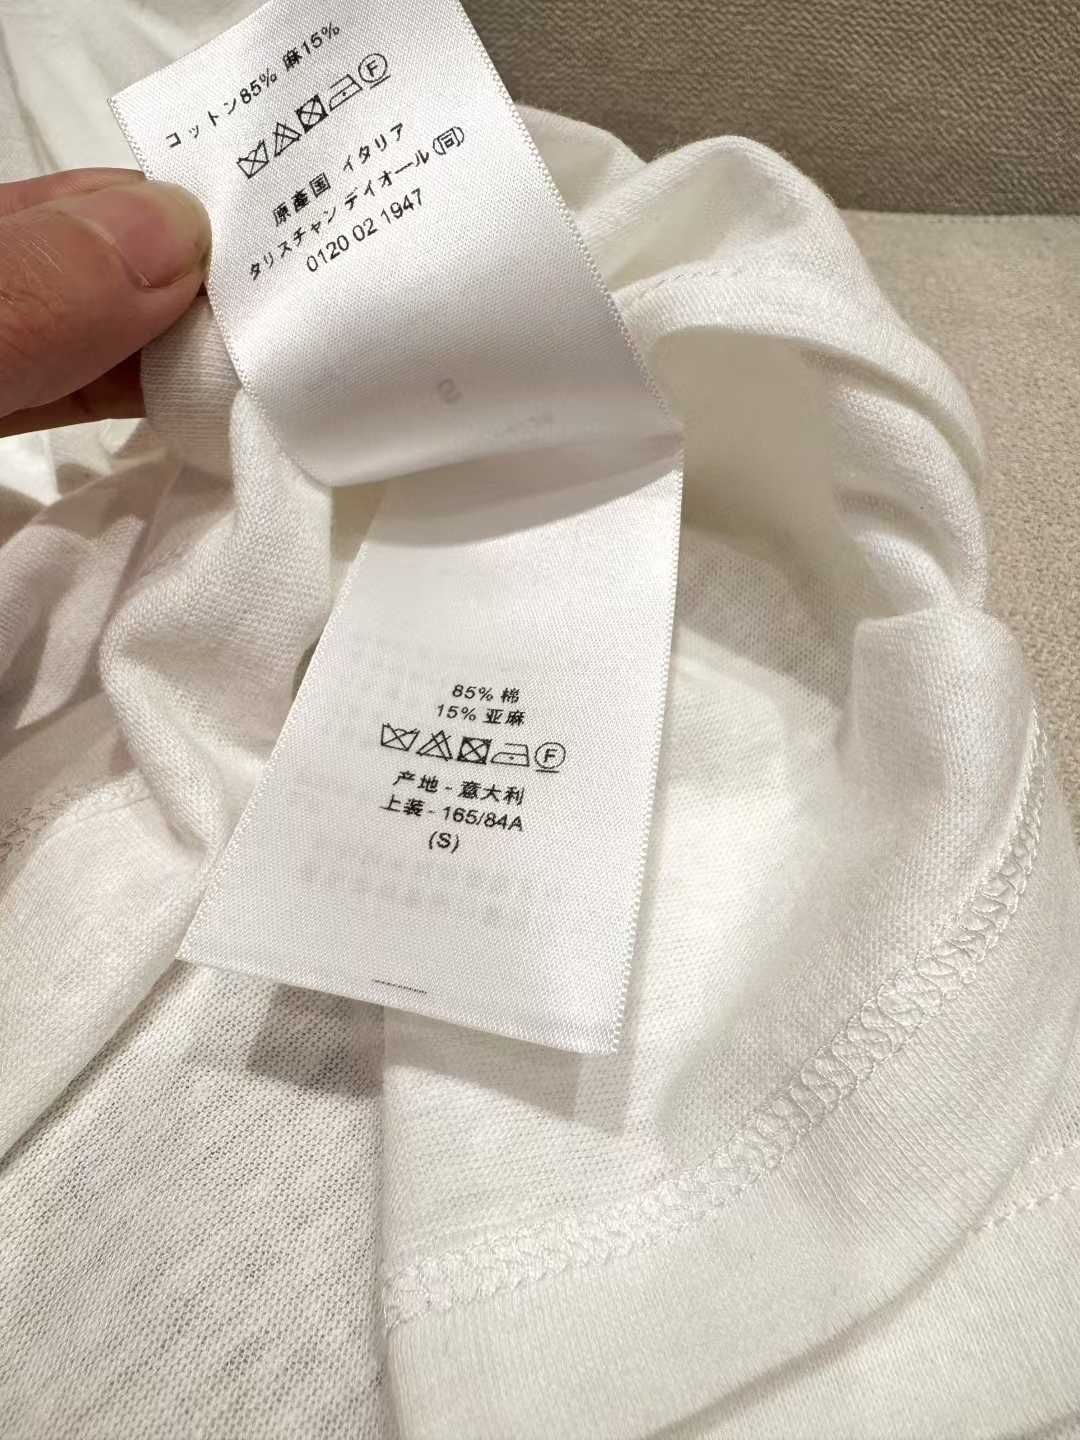 コットン85% 麻15%
F
原産国 イタリア
タリスチャン デイオール(同)
0120 02 1947
S
85% 棉
15% 亚麻
F
产地 - 意大利
上装 - 165/84A
(S)